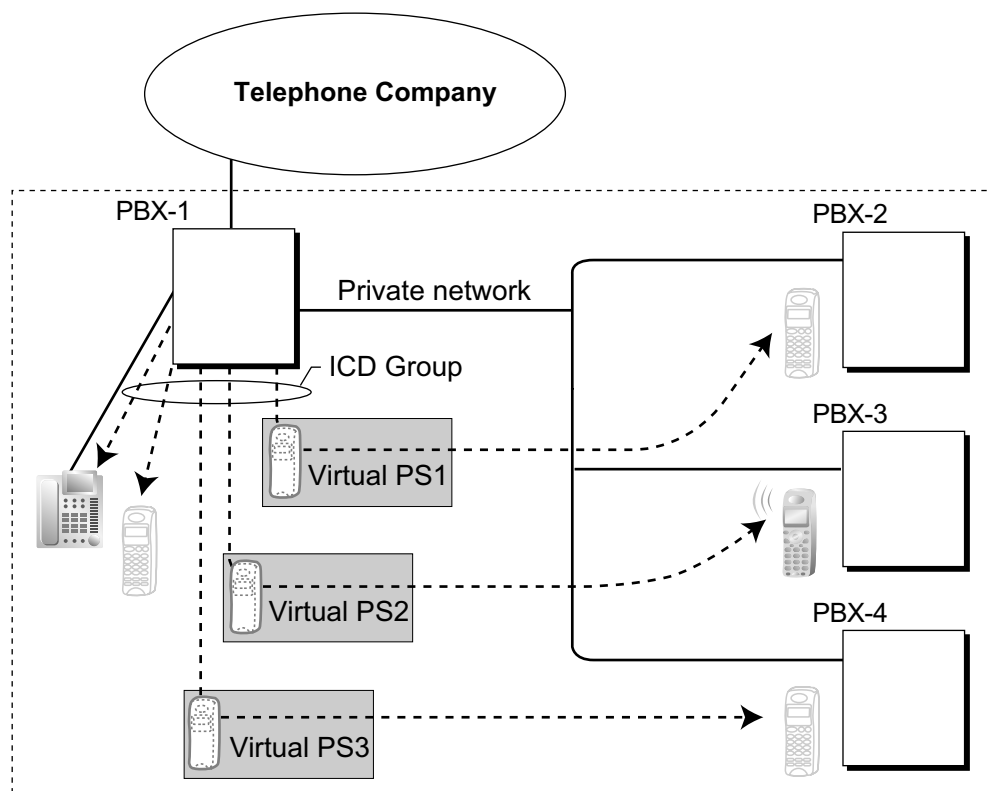 Telephone Company
PBX-1
PBX-2
Private network
ICD Group
PBX-3
Virtual PS1
Virtual PS2
PBX-4
Virtual PS3